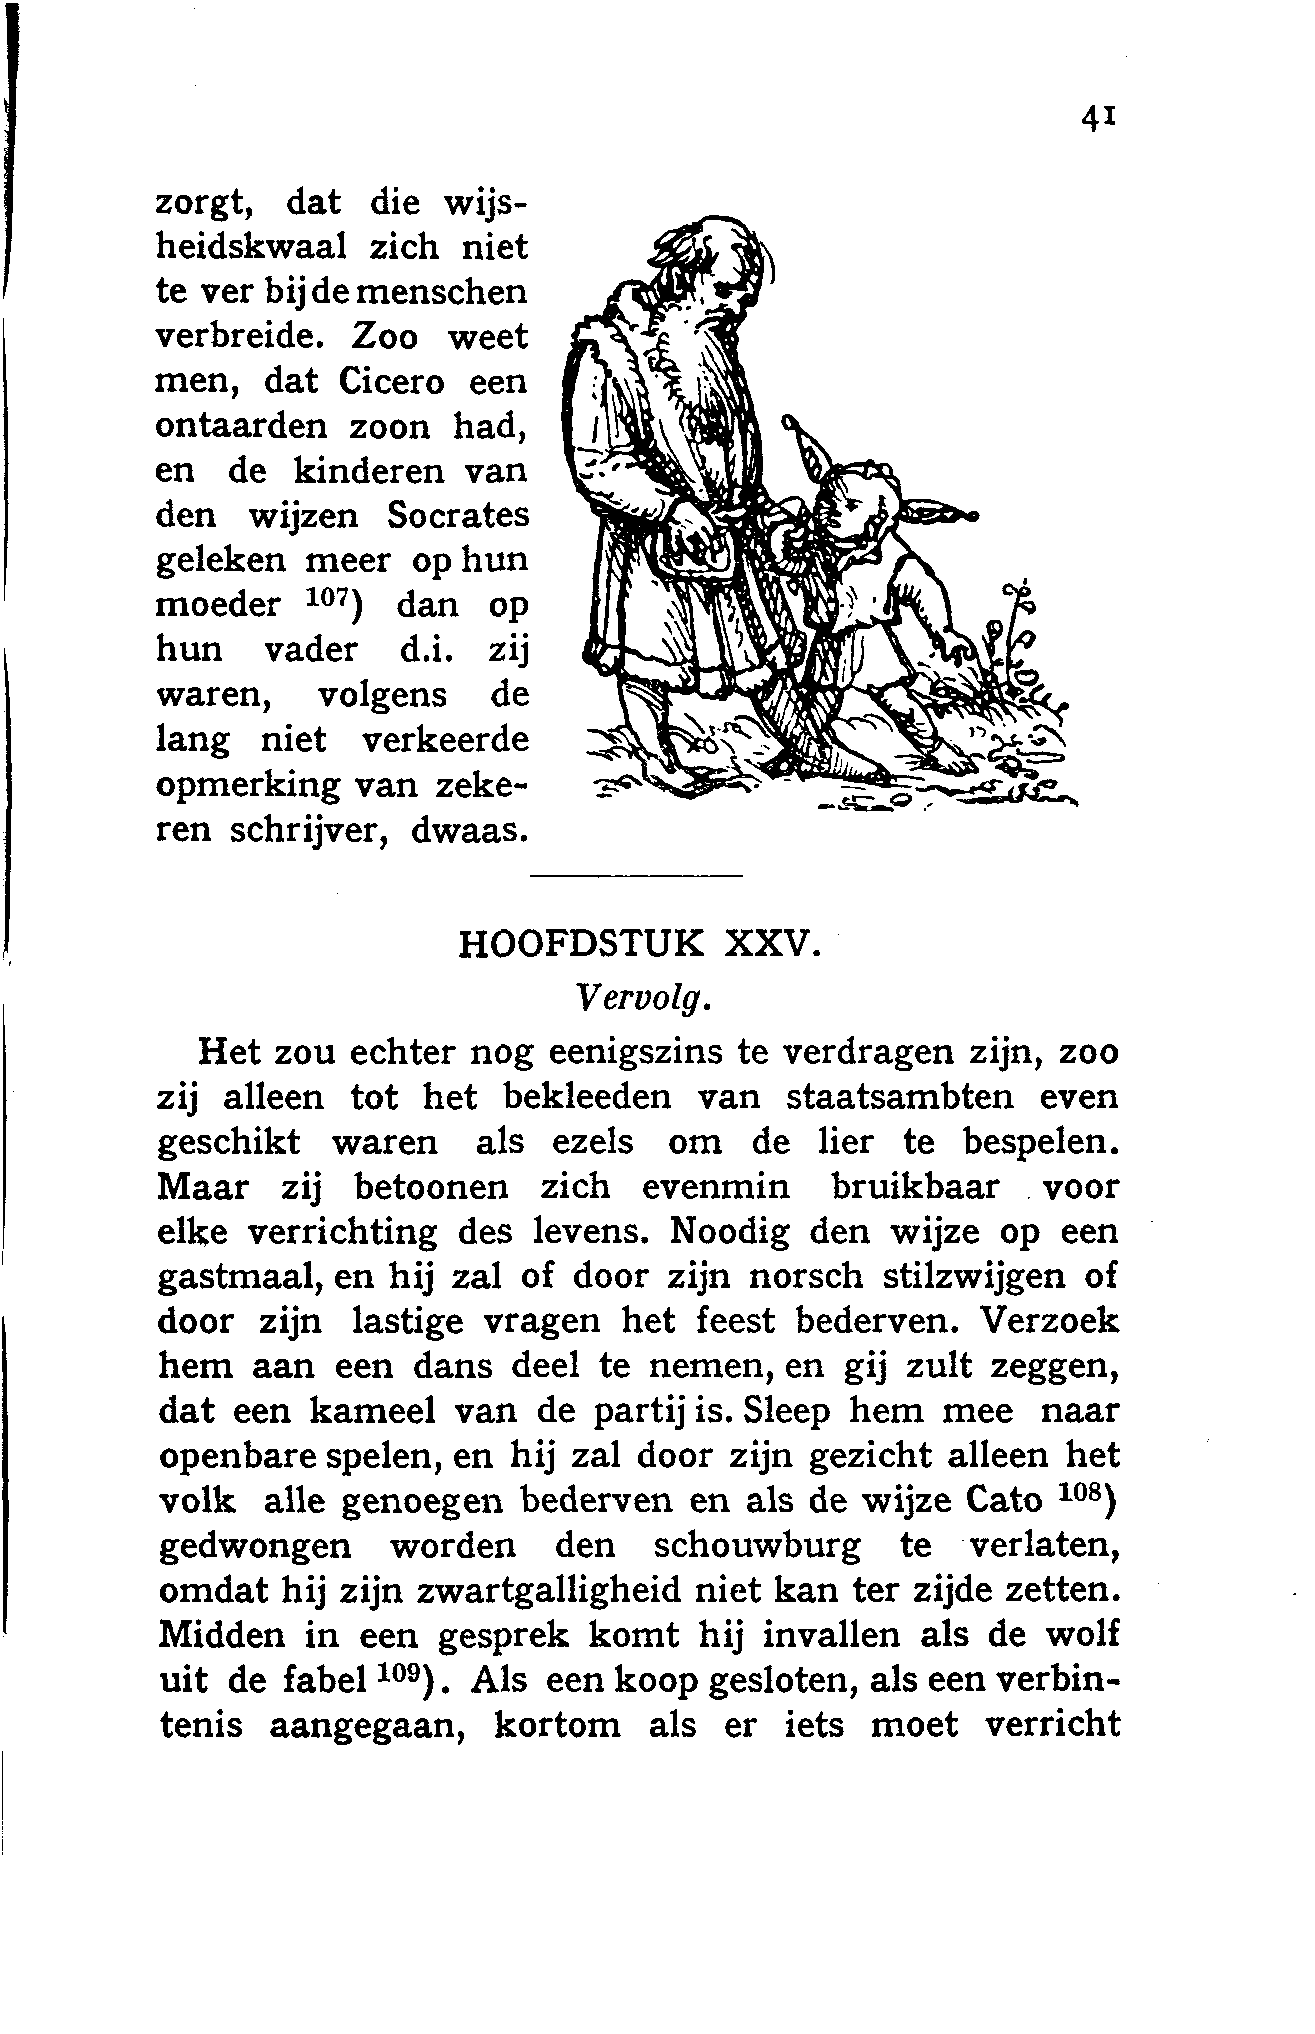 41
zorgt, dat die wijs-
heidskwaal zich niet
te ver bij de menschen
verbreide. Zoo weet
men, dat Cicero een
ontaarden zoon had,
en de kinderen van
den wijzen Socrates
geleken meer op hun
moeder 107) dan op
hun vader d.i. zij
waren, volgens de
lang niet verkeerde
opmerking van zeke-
ren schrijver, dwaas.
HOOFDSTUK XXV.
Vervolg.
Het zou echter nog eenigszins te verdragen zijn, zoo
zij alleen tot het bekleeden van staatsambten even
geschikt waren als ezels om de lier te bespelen.
Maar zij betoonen zich evenmin bruikbaar voor
elke verrichting des levens. Noodig den wijze op een
gastmaal, en hij zal of door zijn norsch stilzwijgen of
door zijn lastige vragen het feest bederven. Verzoek
hem aan een dans deel te nemen, en gij zult zeggen,
dat een kameel van de partij is. Sleep hem mee naar
openbare spelen, en hij zal door zijn gezicht alleen het
volk alle genoegen bederven en als de wijze Cato 108)
gedwongen worden den schouwburg te verlaten,
omdat hij zijn zwartgalligheid niet kan ter zijde zetten.
Midden in een gesprek komt hij invallen als de wolf
uit de fabel 109). Als een koop gesloten, als een verbin-
tenis aangegaan, kortom als er iets moet verricht